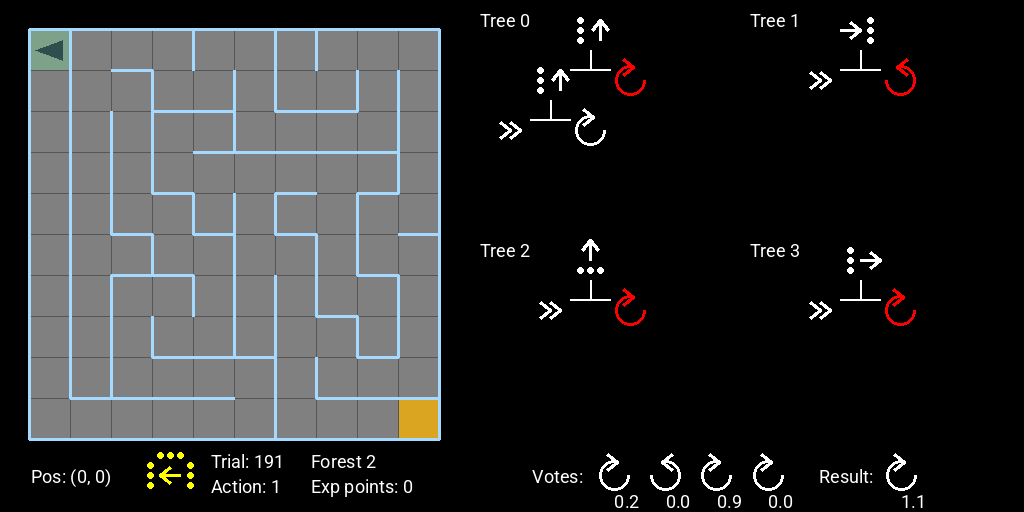 Tree 0
Tree 1
Tree 2
Tree 3
Pos: (0, 0)
Trial: 191
Forest 2
Action: 1
Exp points: 0
Votes:
0.2
0.0
0.9
0.0
Result:
1.1